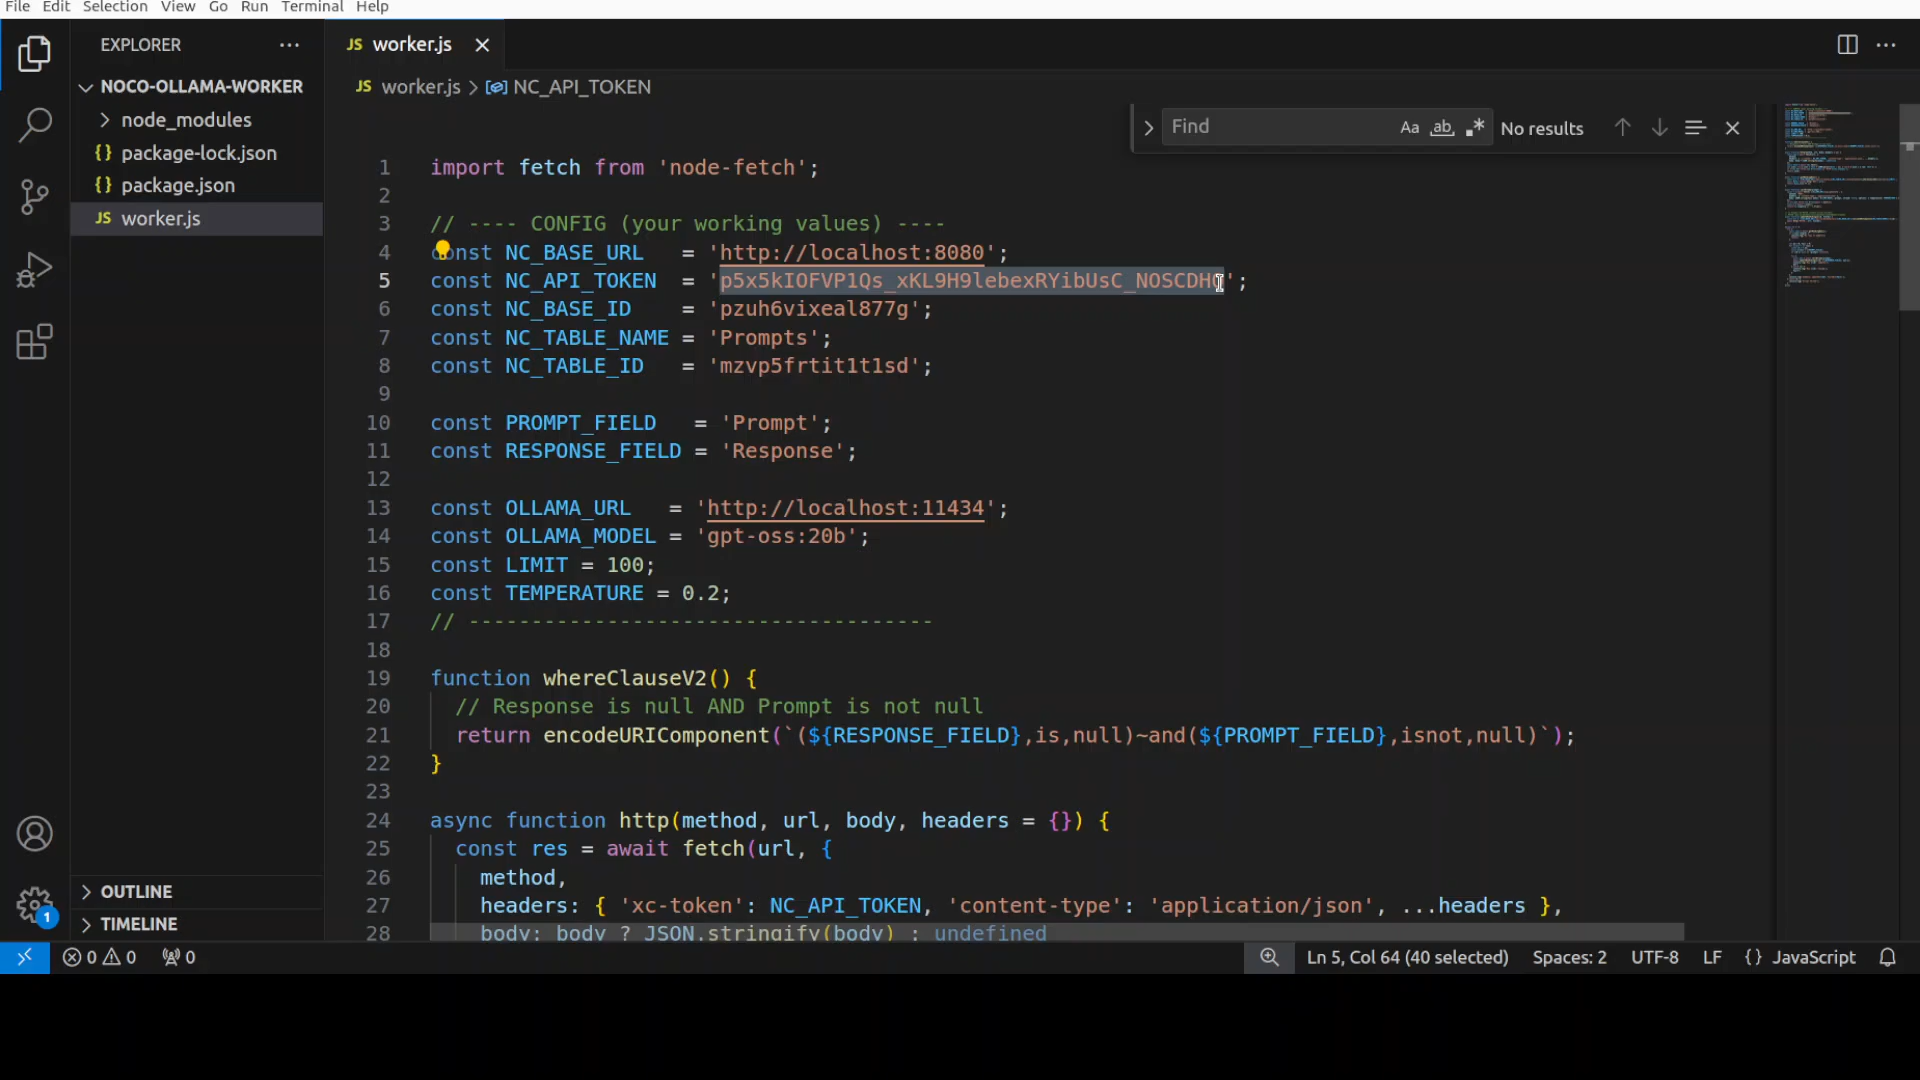 File Edit Selection View Go Run Terminal Help
EXPLORER
NOCO-OLLAMA-WORKER
node_modules
{} package-lock.json
{} package.json
JS worker.js
OUTLINE
TIMELINE
JS worker.js
JS worker.js > NC_API_TOKEN
Find Aa ab .* No results
1 import fetch from 'node-fetch';
2
3 // ---- CONFIG (your working values) ----
4 const NC_BASE_URL   = 'http://localhost:8080';
5 const NC_API_TOKEN  = '
6 const NC_BASE_ID    = 'pzuh6vixeal877g';
7 const NC_TABLE_NAME = 'Prompts';
8 const NC_TABLE_ID   = 'mzvp5frtit1t1sd';
9
10 const PROMPT_FIELD   = 'Prompt';
11 const RESPONSE_FIELD = 'Response';
12
13 const OLLAMA_URL   = 'http://localhost:11434';
14 const OLLAMA_MODEL = 'gpt-oss:20b';
15 const LIMIT = 100;
16 const TEMPERATURE = 0.2;
17 // -------------------------------------
18
19 function whereClauseV2() {
20 // Response is null AND Prompt is not null
21 return encodeURIComponent(`(${RESPONSE_FIELD},is,null)~and(${PROMPT_FIELD},isnot,null)`);
22 }
23
24 async function http(method, url, body, headers = {}) {
25 const res = await fetch(url, {
26 method,
27 headers: { 'xc-token': NC_API_TOKEN, 'content-type': 'application/json', ...headers },
28 body: body ? JSON.stringify(body) : undefined
1
0 0 0 Ln 5, Col 64 (40 selected) Spaces: 2 UTF-8 LF {} JavaScript